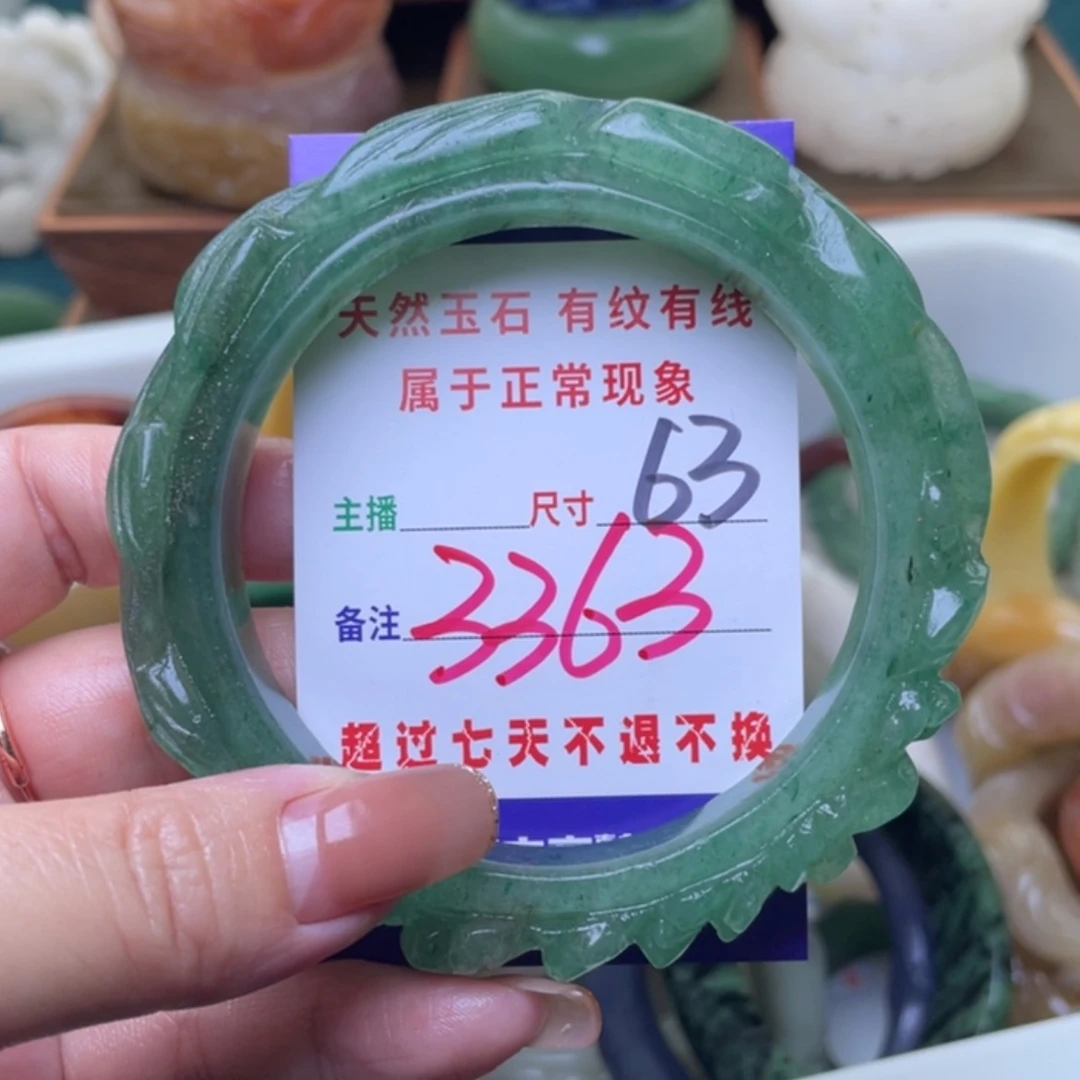 天然玉石 有纹有线
属于正常现象
主播 尺寸 63
备注 3363
超过七天不退不换